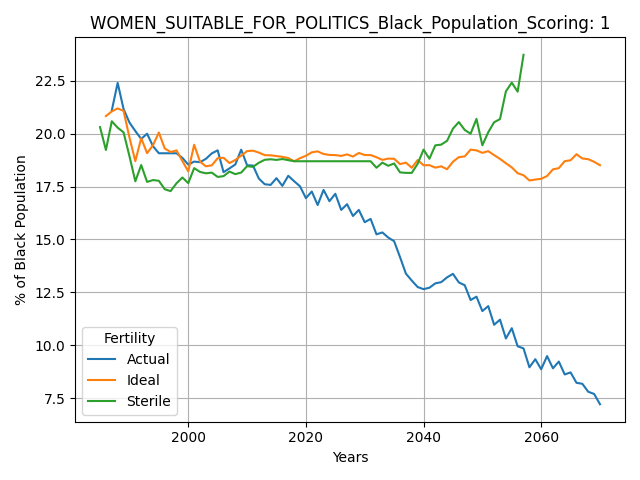 WOMEN_SUITABLE_FOR_POLITICS_Black_Population_Scoring: 1
% of Black Population
22.5
20.0
17.5
15.0
12.5
10.0
7.5
Fertility
Actual
Ideal
Sterile
2000
2020
2040
2060
Years